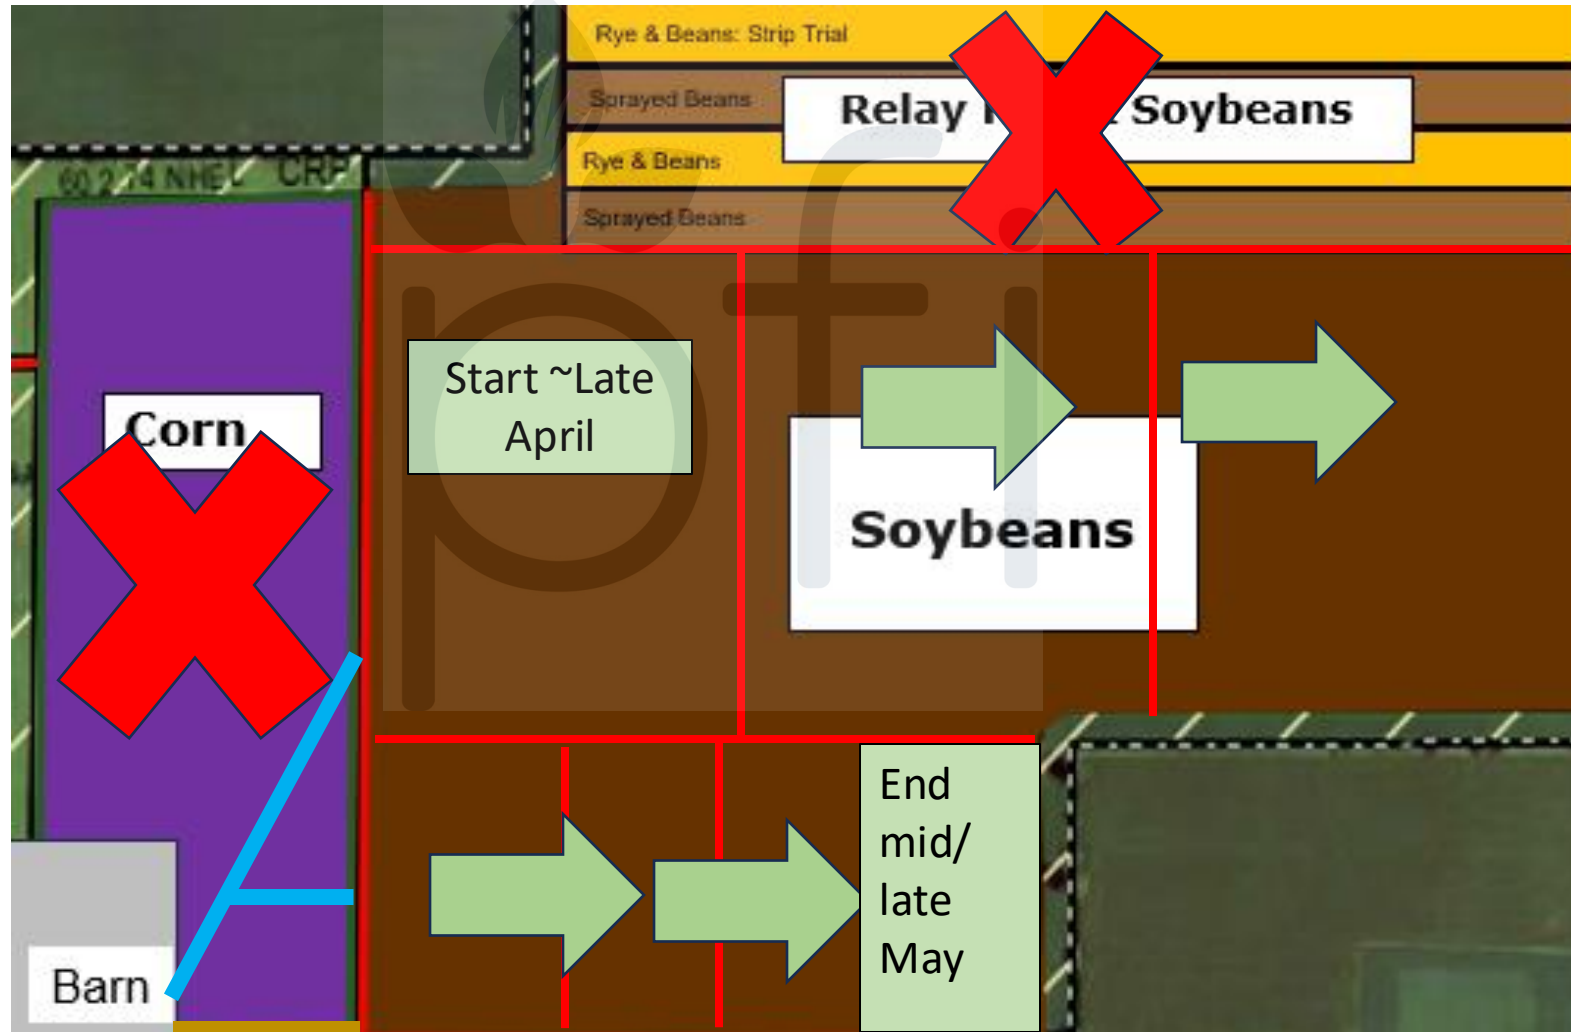 Rye & Beans: Strip Trial
Sprayed Beans
Relay Soybeans
Rye & Beans
Sprayed Beans
60 2.74 NHEL CRP
pfi
Start ~Late
April
Corn
Soybeans
End
mid/
late
May
Barn